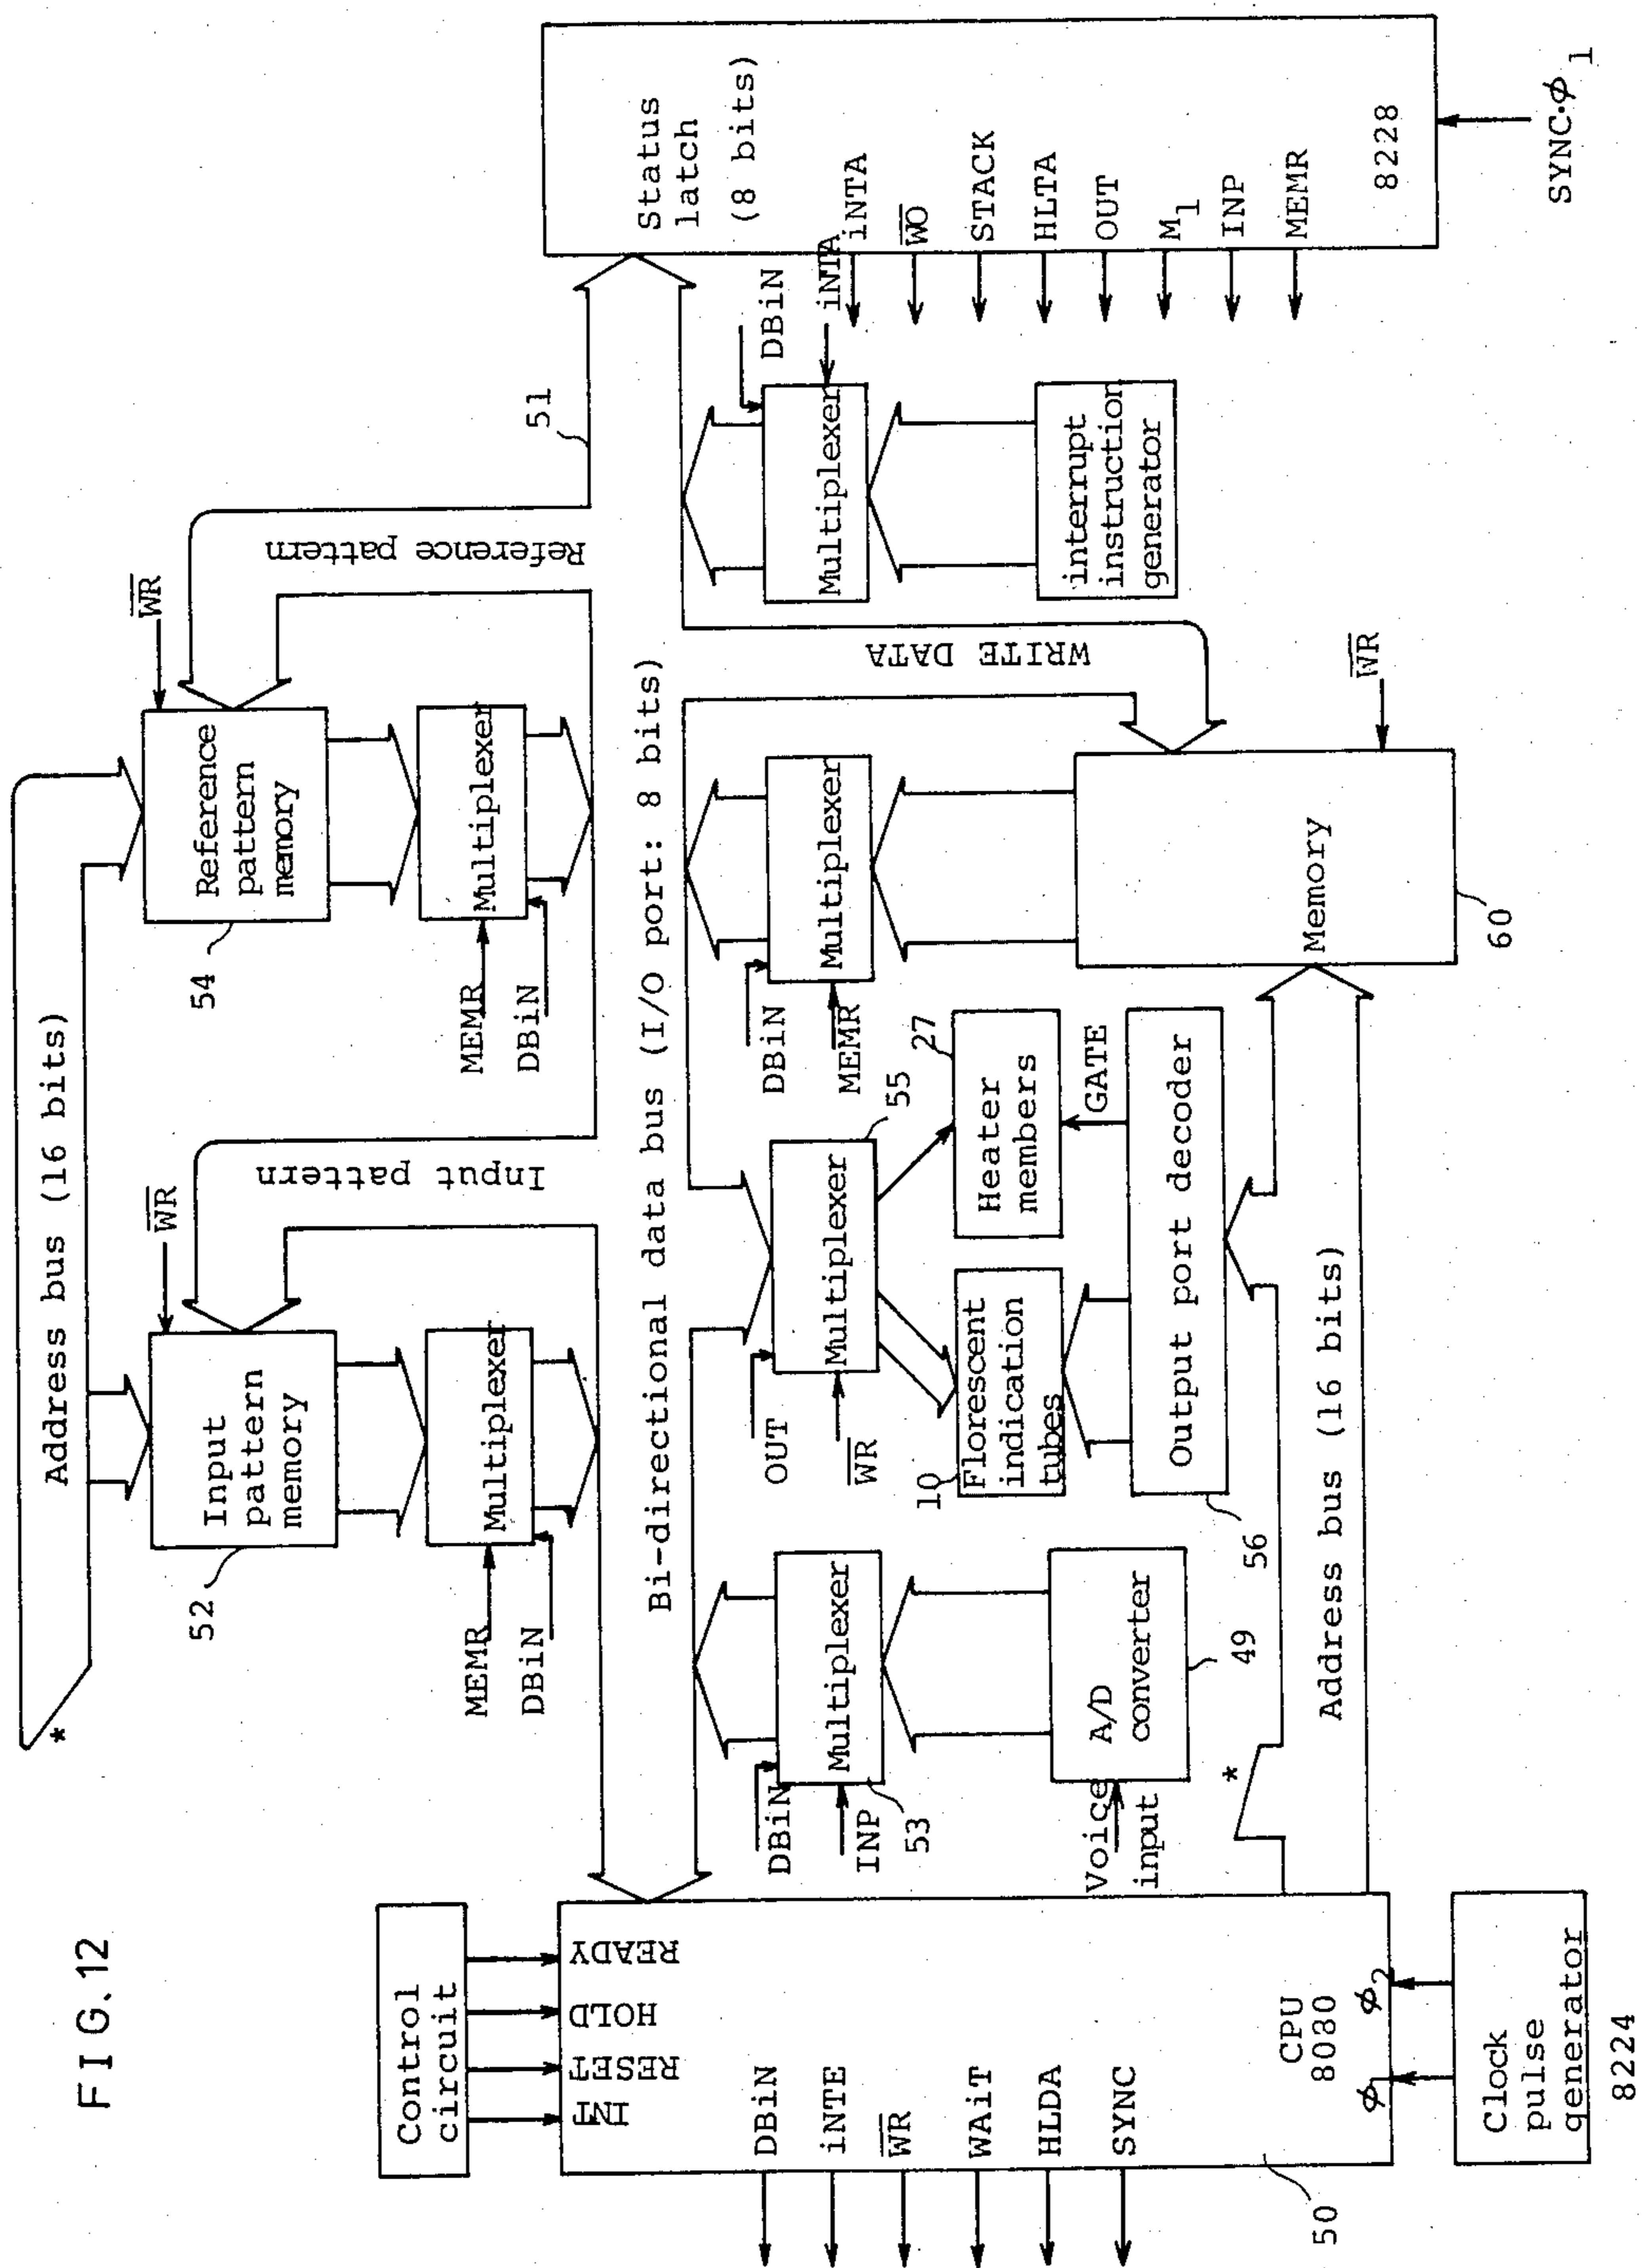 FIG.12
Address bus (16 bits)
*
WR
Input
pattern
memory
52
Input pattern
MEMR
DBiN
Multiplexer
WR
Reference
pattern
memory
54
Reference pattern
MEMR
DBiN
Multiplexer
51
Control
circuit
INT
RESET
HOLD
READY
DBiN
iNTE
WR
WAiT
HLDA
SYNC
CPU
8080
ϕ1
ϕ2
50
Clock
pulse
generator
8224
Bi-directional data bus (I/O port: 8 bits)
DBiN
INP
Multiplexer
53
Voice
input
A/D
converter
49
OUT
WR
Multiplexer
55
10
Florescent
indication
tubes
27
Heater
members
GATE
Output port decoder
56
*
Address bus (16 bits)
DBiN
MEMR
Multiplexer
WRITE DATA
Memory
WR
60
DBiN
iNTA
Multiplexer
interrupt
instruction
generator
Status
latch
(8 bits)
iNTA
WO
STACK
HLTA
OUT
M1
INP
MEMR
8228
SYNC·ϕ1